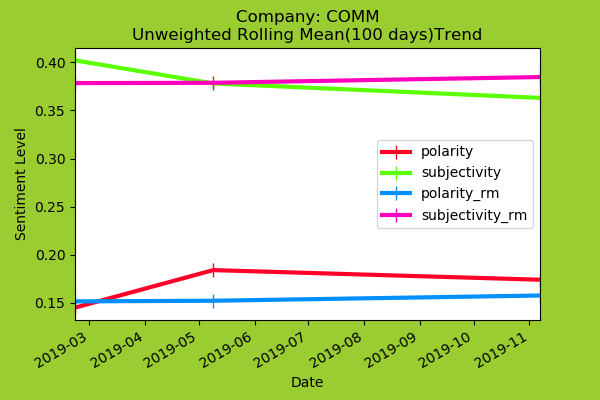 Company: COMM
Unweighted Rolling Mean(100 days)Trend
Sentiment Level
0.40
0.35
0.30
0.25
0.20
0.15
polarity
subjectivity
polarity_rm
subjectivity_rm
2019-03
2019-04
2019-05
2019-06
2019-07
2019-08
2019-09
2019-10
2019-11
Date